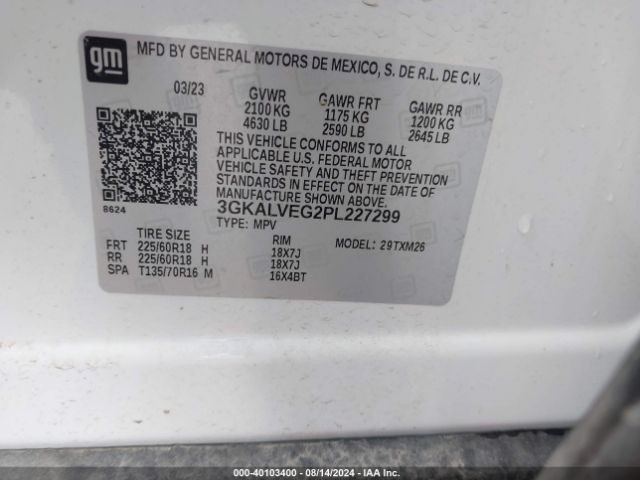 gm
MFD BY GENERAL MOTORS DE MEXICO, S. DE R.L. DE C.V.
03/23 GVWR GAWR FRT GAWR RR
2100 KG 1175 KG 1200 KG
4630 LB 2590 LB 2645 LB
THIS VEHICLE CONFORMS TO ALL
APPLICABLE U.S. FEDERAL MOTOR
VEHICLE SAFETY AND THEFT PREVENTION
STANDARDS IN EFFECT ON THE DATE OF
MANUFACTURE SHOWN ABOVE.
8624 3GKALVEG2PL227299
TYPE: MPV
TIRE SIZE RIM MODEL: 29TXM26
FRT 225/60R18 H 18X7J
RR 225/60R18 H 18X7J
SPA T135/70R16 M 16X4BT
000-40103400 - 08/14/2024 - IAA Inc.